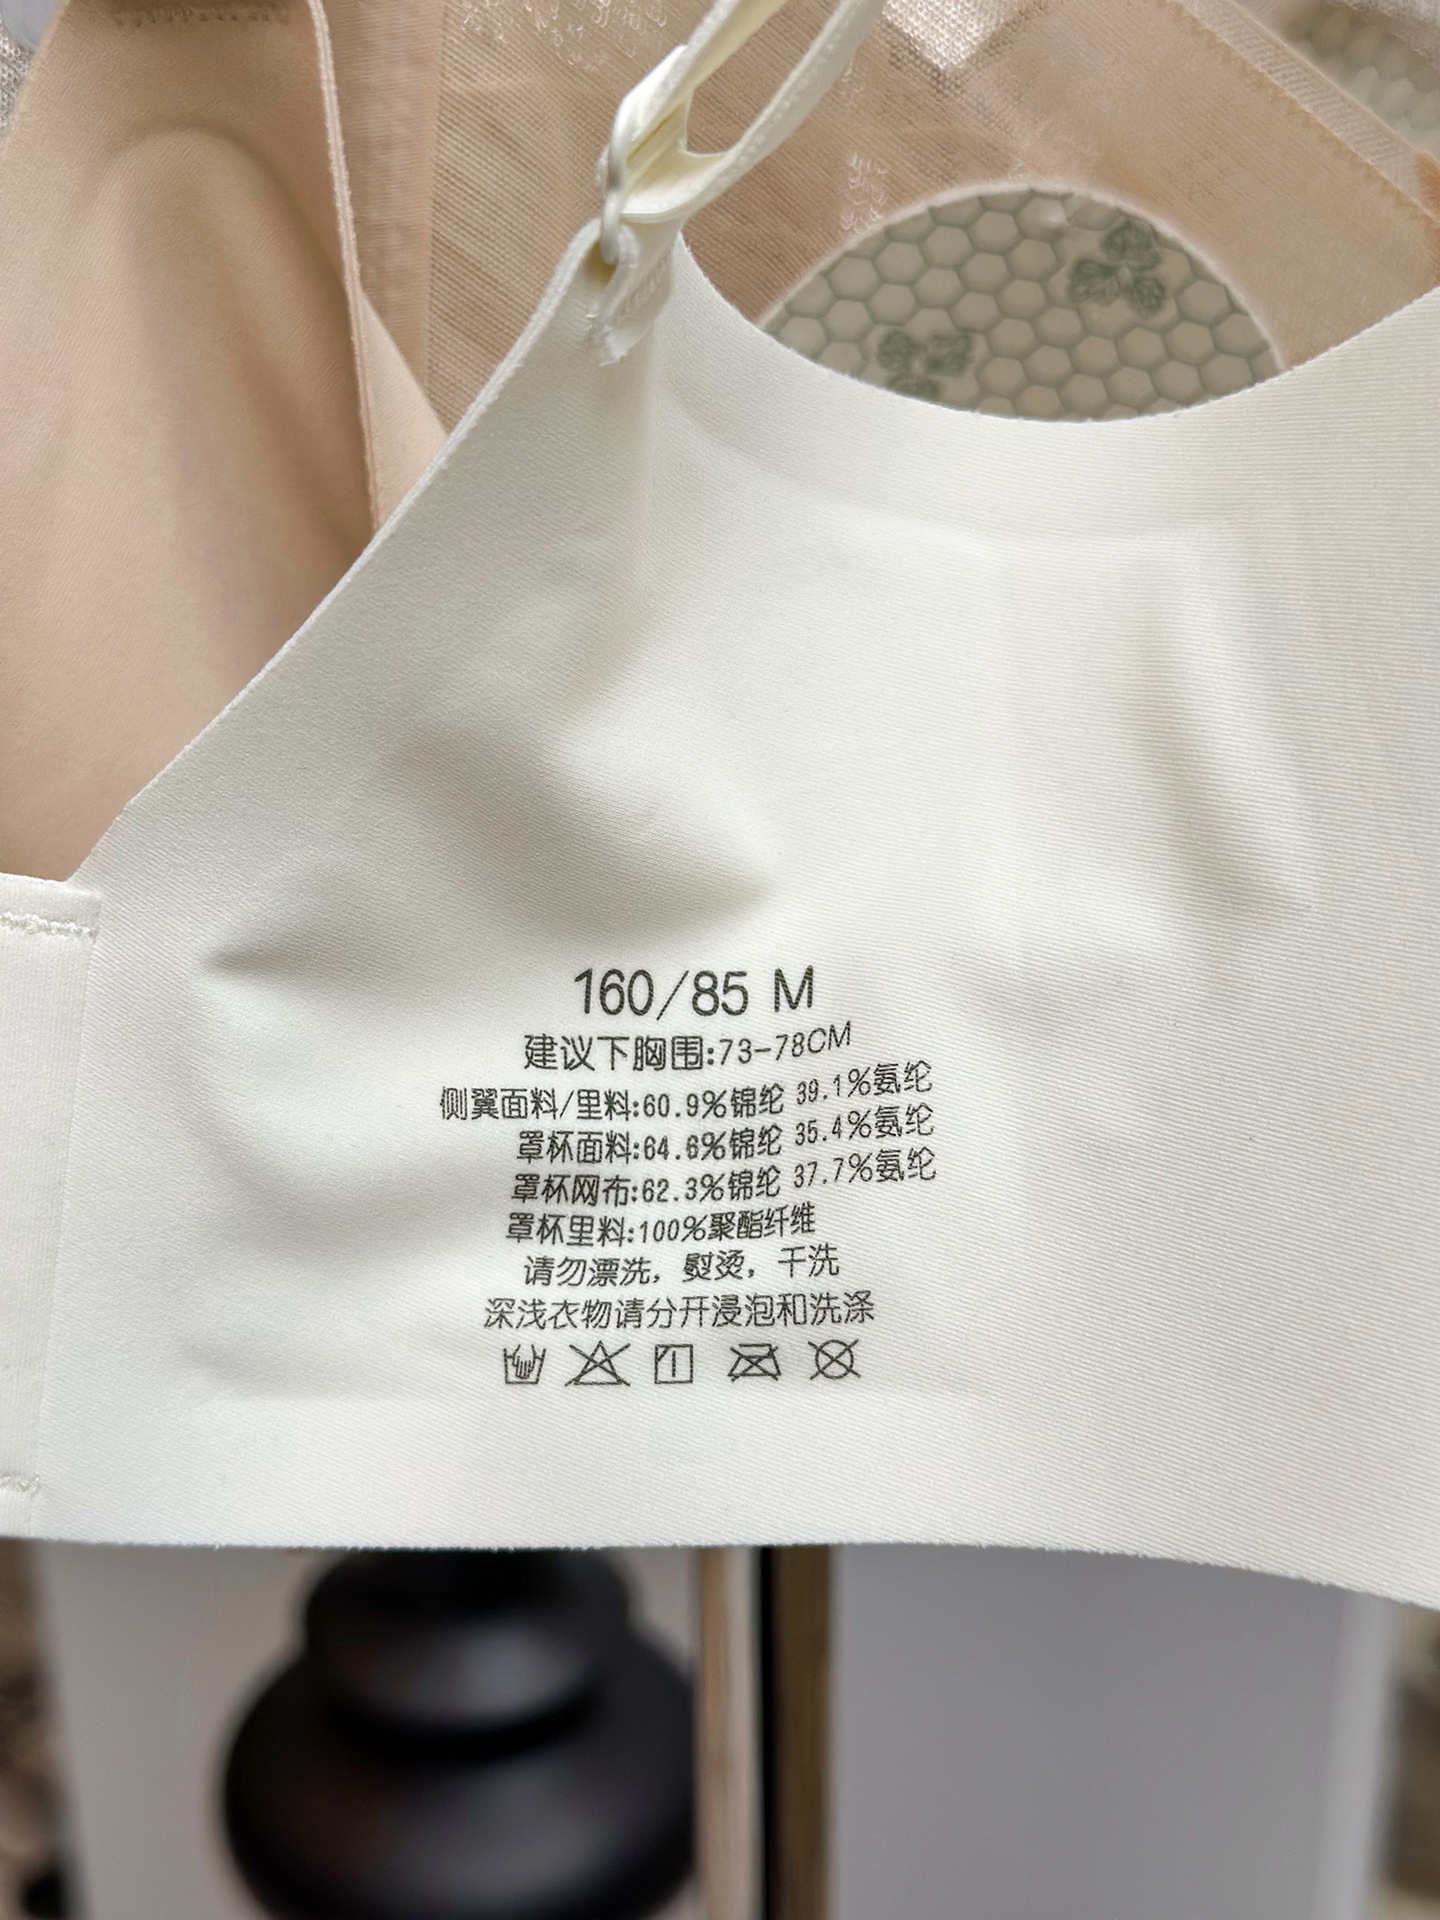 160/85 M
建议下胸围:73-78CM
侧翼面料/里料:60.9%锦纶 39.1%氨纶
罩杯面料:64.6%锦纶 35.4%氨纶
罩杯网布:62.3%锦纶 37.7%氨纶
罩杯里料:100%聚酯纤维
请勿漂洗，熨烫，干洗
深浅衣物请分开浸泡和洗涤